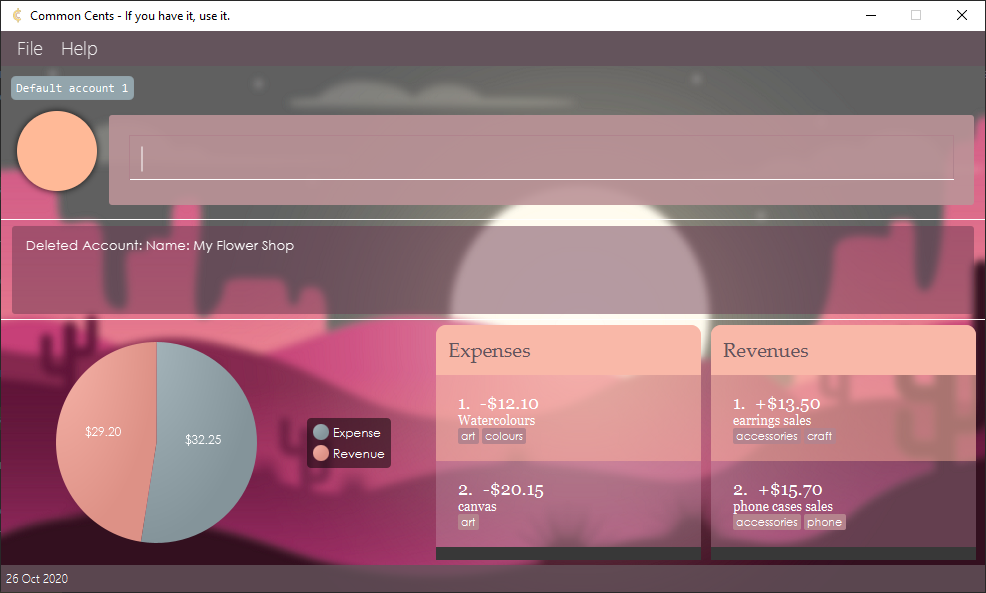 Common Cents - If you have it, use it.
File Help
Default account 1
Deleted Account: Name: My Flower Shop
$29.20
$32.25
Expense
Revenue
Expenses
1. -$12.10
Watercolours
art colours
2. -$20.15
canvas
art
Revenues
1. +$13.50
earrings sales
accessories craft
2. +$15.70
phone cases sales
accessories phone
26 Oct 2020